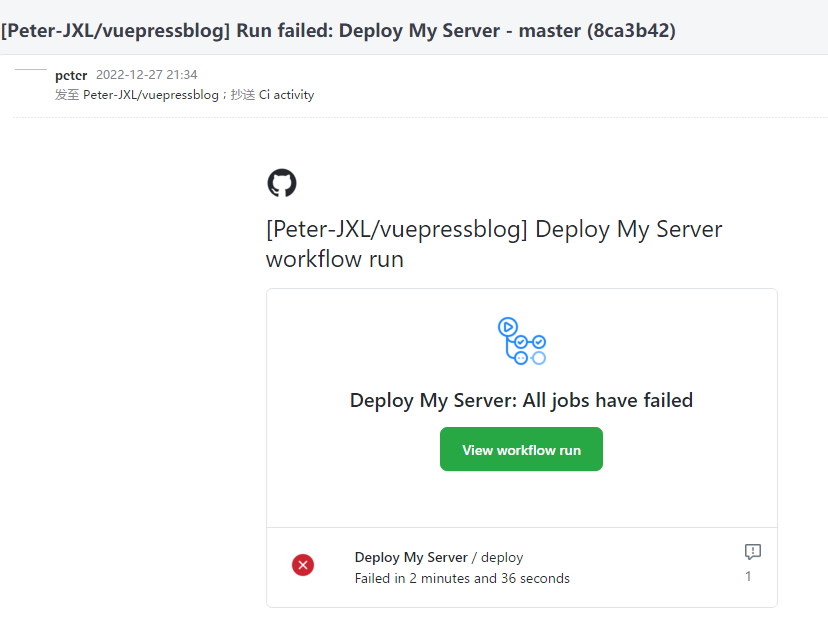 [Peter-JXL/vuepressblog] Run failed: Deploy My Server - master (8ca3b42)
peter 2022-12-27 21:34
发至 Peter-JXL/vuepressblog；抄送 Ci activity
[Peter-JXL/vuepressblog] Deploy My Server
workflow run
Deploy My Server: All jobs have failed
View workflow run
Deploy My Server / deploy
Failed in 2 minutes and 36 seconds
1